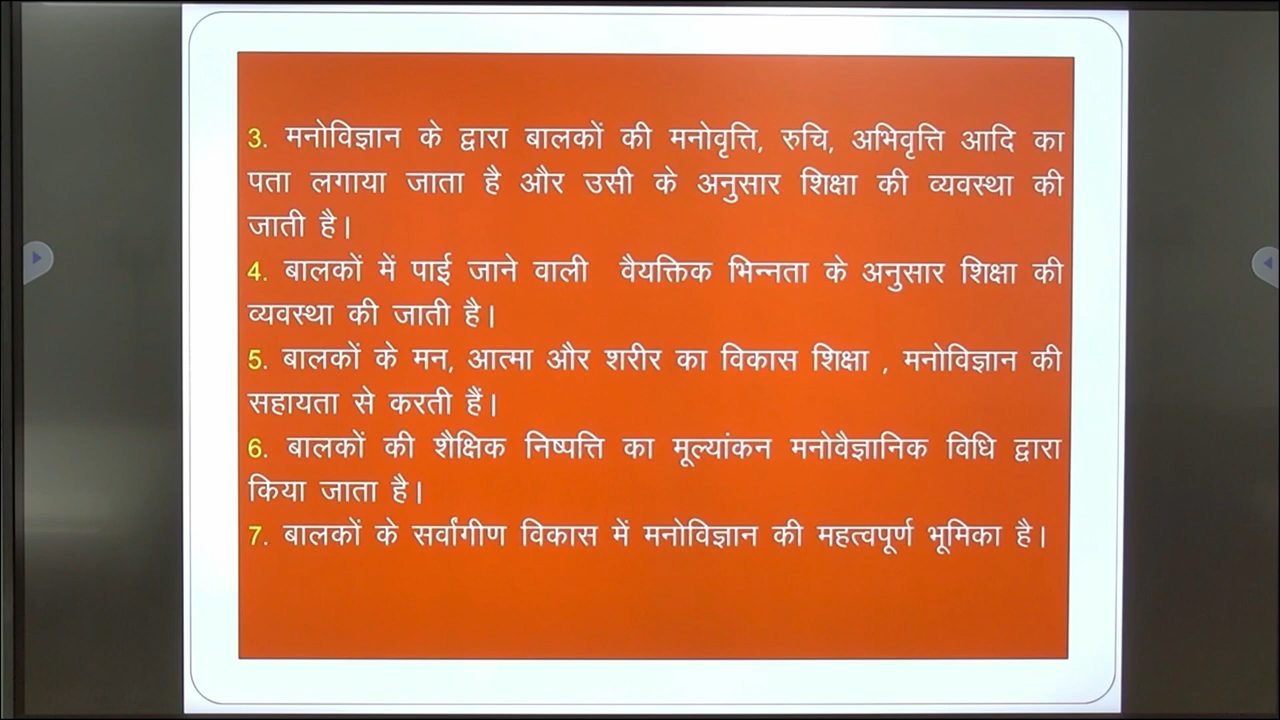 3. मनोविज्ञान के द्वारा बालकों की मनोवृत्ति, रुचि, अभिवृत्ति आदि का
पता लगाया जाता है और उसी के अनुसार शिक्षा की व्यवस्था की
जाती है।
4. बालकों में पाई जाने वाली वैयक्तिक भिन्नता के अनुसार शिक्षा की
व्यवस्था की जाती है।
5. बालकों के मन, आत्मा और शरीर का विकास शिक्षा , मनोविज्ञान की
सहायता से करती हैं।
6. बालकों की शैक्षिक निष्पत्ति का मूल्यांकन मनोवैज्ञानिक विधि द्वारा
किया जाता है।
7. बालकों के सर्वांगीण विकास में मनोविज्ञान की महत्वपूर्ण भूमिका है।